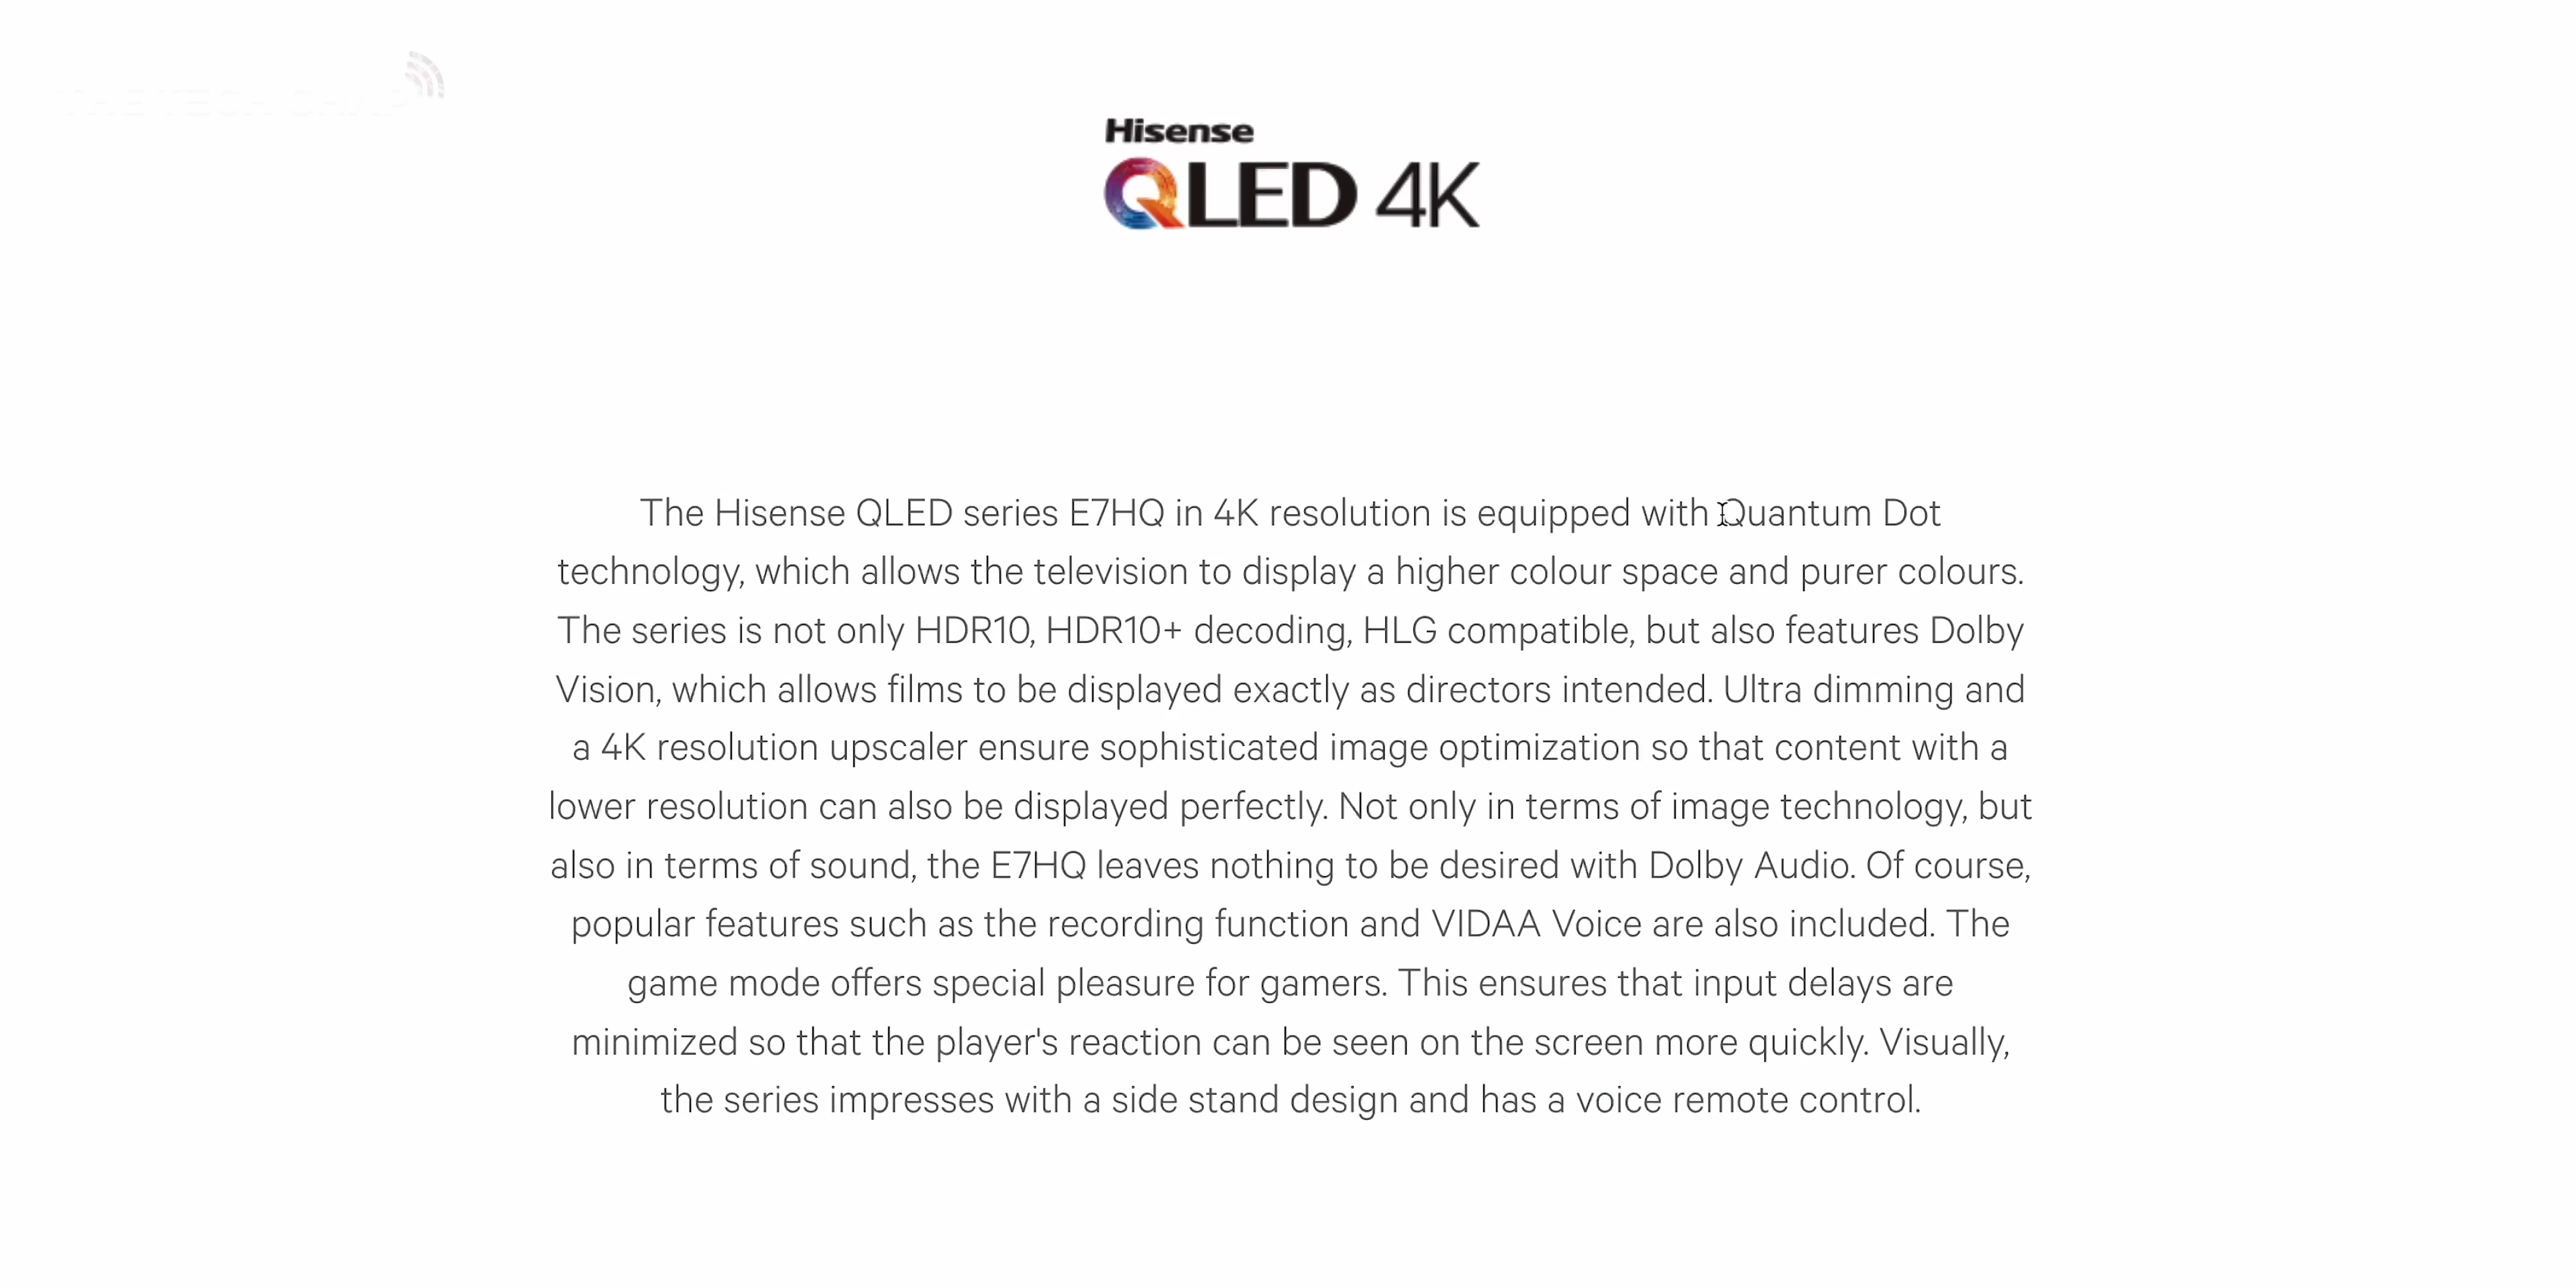 Hisense
QLED 4K
The Hisense QLED series E7HQ in 4K resolution is equipped with Quantum Dot
technology, which allows the television to display a higher colour space and purer colours.
The series is not only HDR10, HDR10+ decoding, HLG compatible, but also features Dolby
Vision, which allows films to be displayed exactly as directors intended. Ultra dimming and
a 4K resolution upscaler ensure sophisticated image optimization so that content with a
lower resolution can also be displayed perfectly. Not only in terms of image technology, but
also in terms of sound, the E7HQ leaves nothing to be desired with Dolby Audio. Of course,
popular features such as the recording function and VIDAA Voice are also included. The
game mode offers special pleasure for gamers. This ensures that input delays are
minimized so that the player's reaction can be seen on the screen more quickly. Visually,
the series impresses with a side stand design and has a voice remote control.